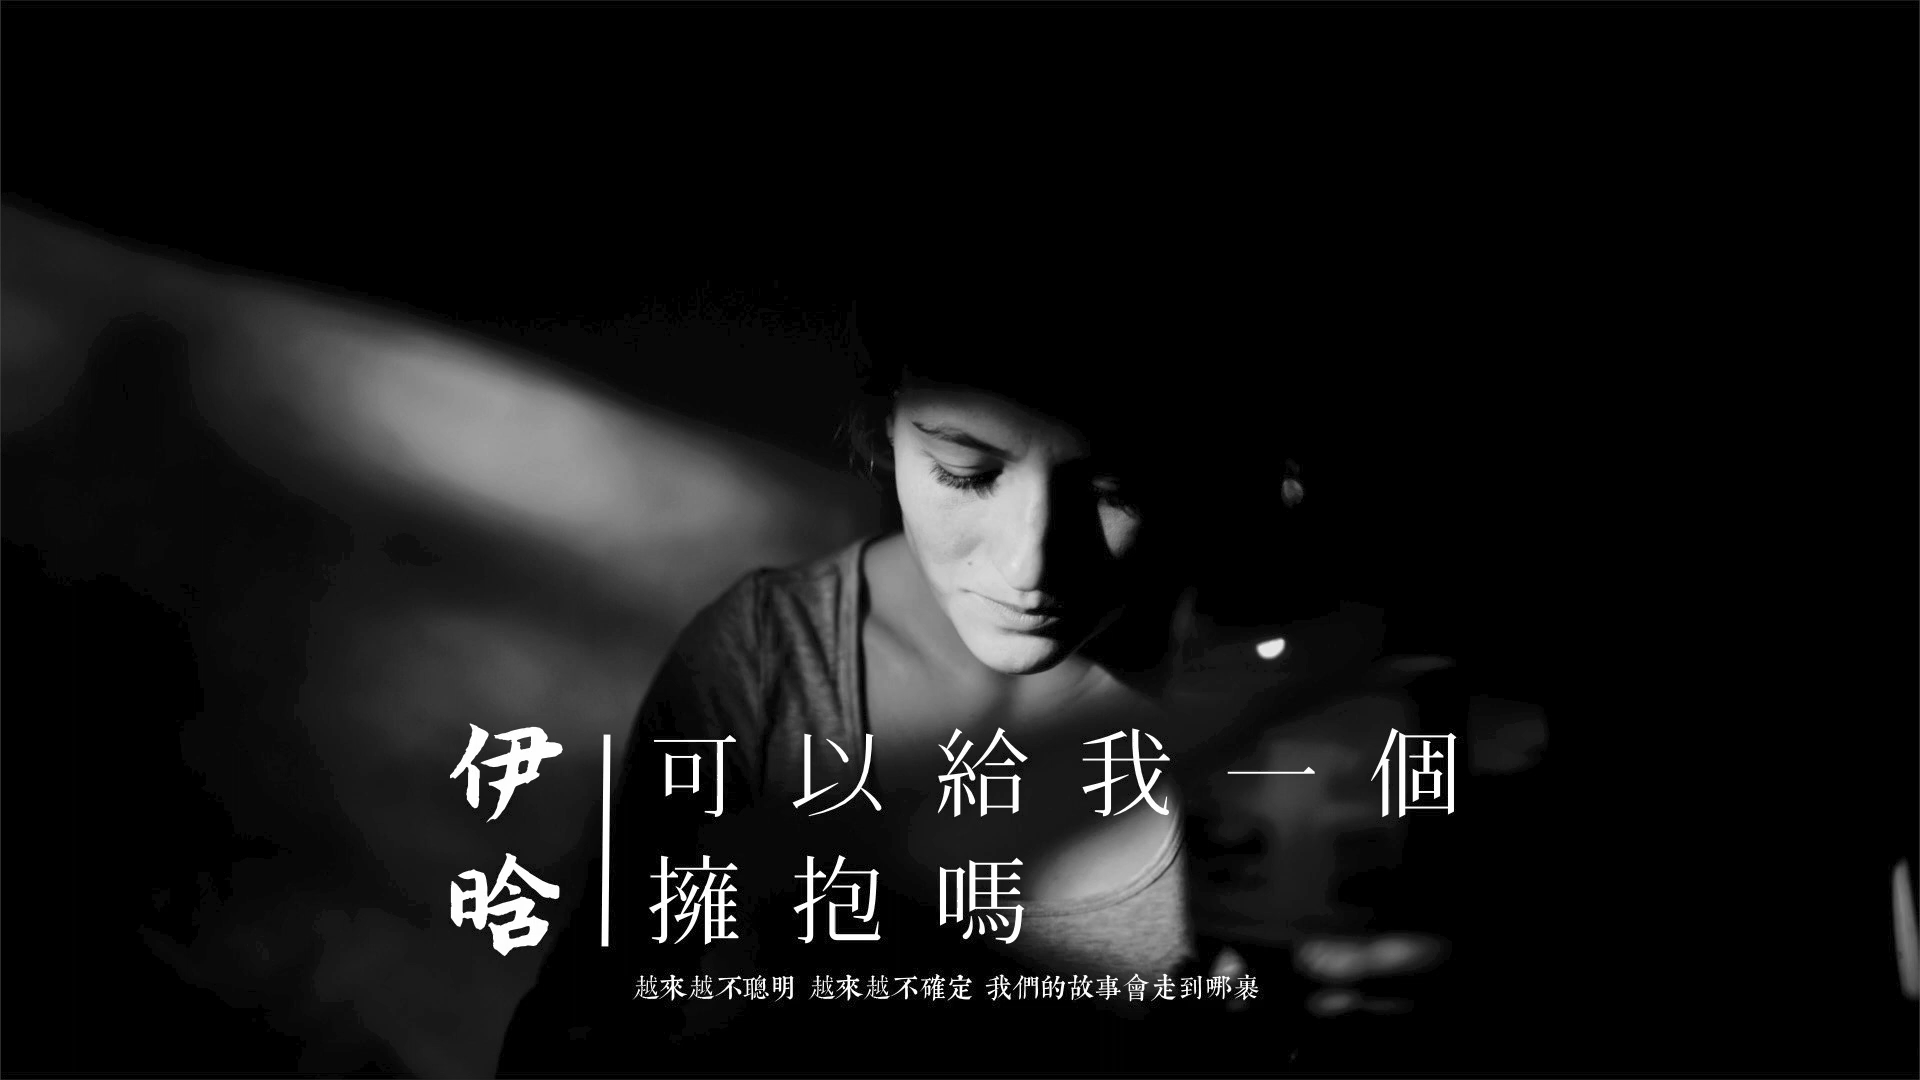 伊晗
可以給我一個
擁抱嗎
越來越不聰明 越來越不確定 我們的故事會走到哪裹